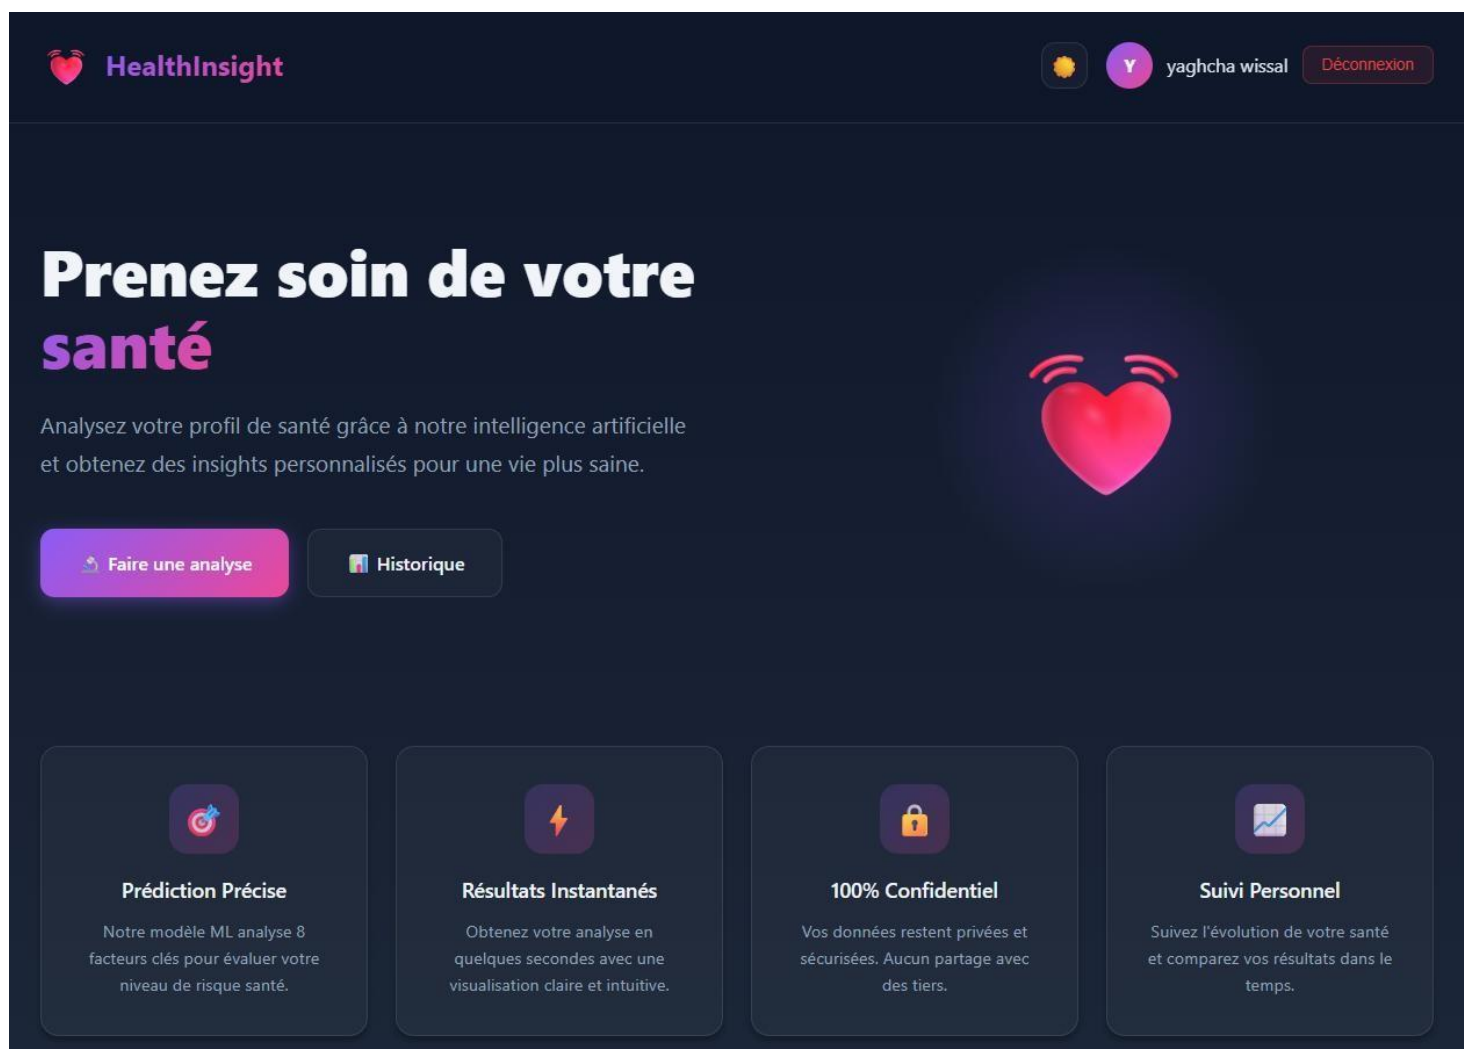 HealthInsight
Y
yaghcha wissal
Déconnexion
Prenez soin de votre
santé
Analysez votre profil de santé grâce à notre intelligence artificielle
et obtenez des insights personnalisés pour une vie plus saine.
Faire une analyse
Historique
Prédiction Précise
Notre modèle ML analyse 8
facteurs clés pour évaluer votre
niveau de risque santé.
Résultats Instantanés
Obtenez votre analyse en
quelques secondes avec une
visualisation claire et intuitive.
100% Confidentiel
Vos données restent privées et
sécurisées. Aucun partage avec
des tiers.
Suivi Personnel
Suivez l'évolution de votre santé
et comparez vos résultats dans le
temps.